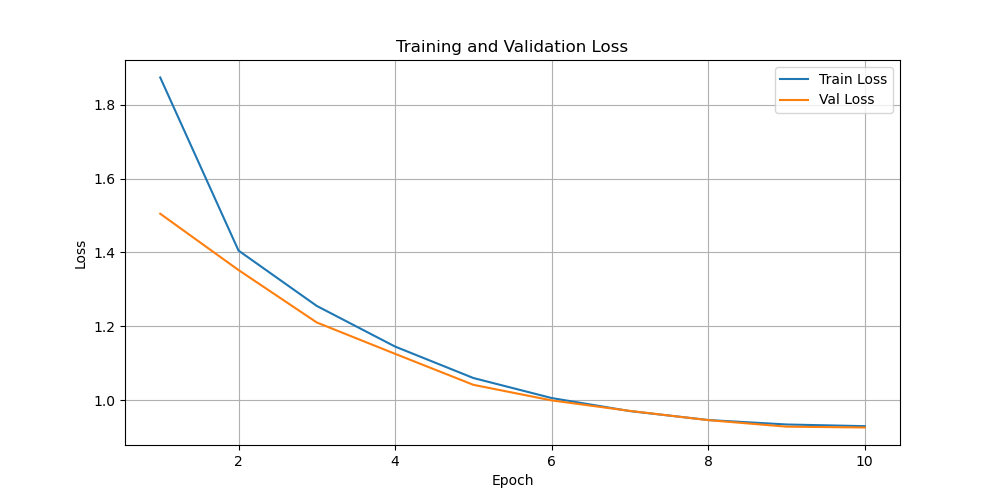 Training and Validation Loss
Train Loss
Val Loss
1.8
1.6
1.4
1.2
1.0
Loss
2 4 6 8 10
Epoch